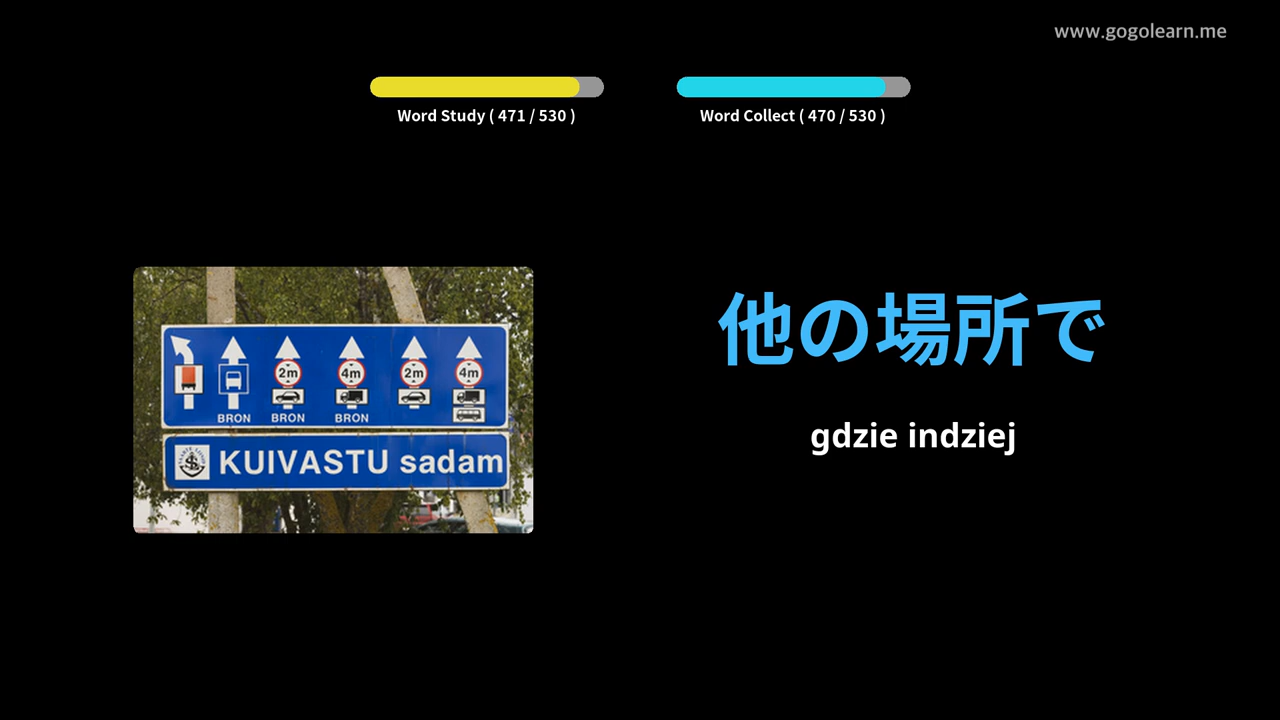 www.gogolearn.me
Word Study ( 471 / 530 )
Word Collect ( 470 / 530 )
他の場所で
gdzie indziej
2m 4m 2m 4m
BRON BRON BRON
KUIVASTU sadam